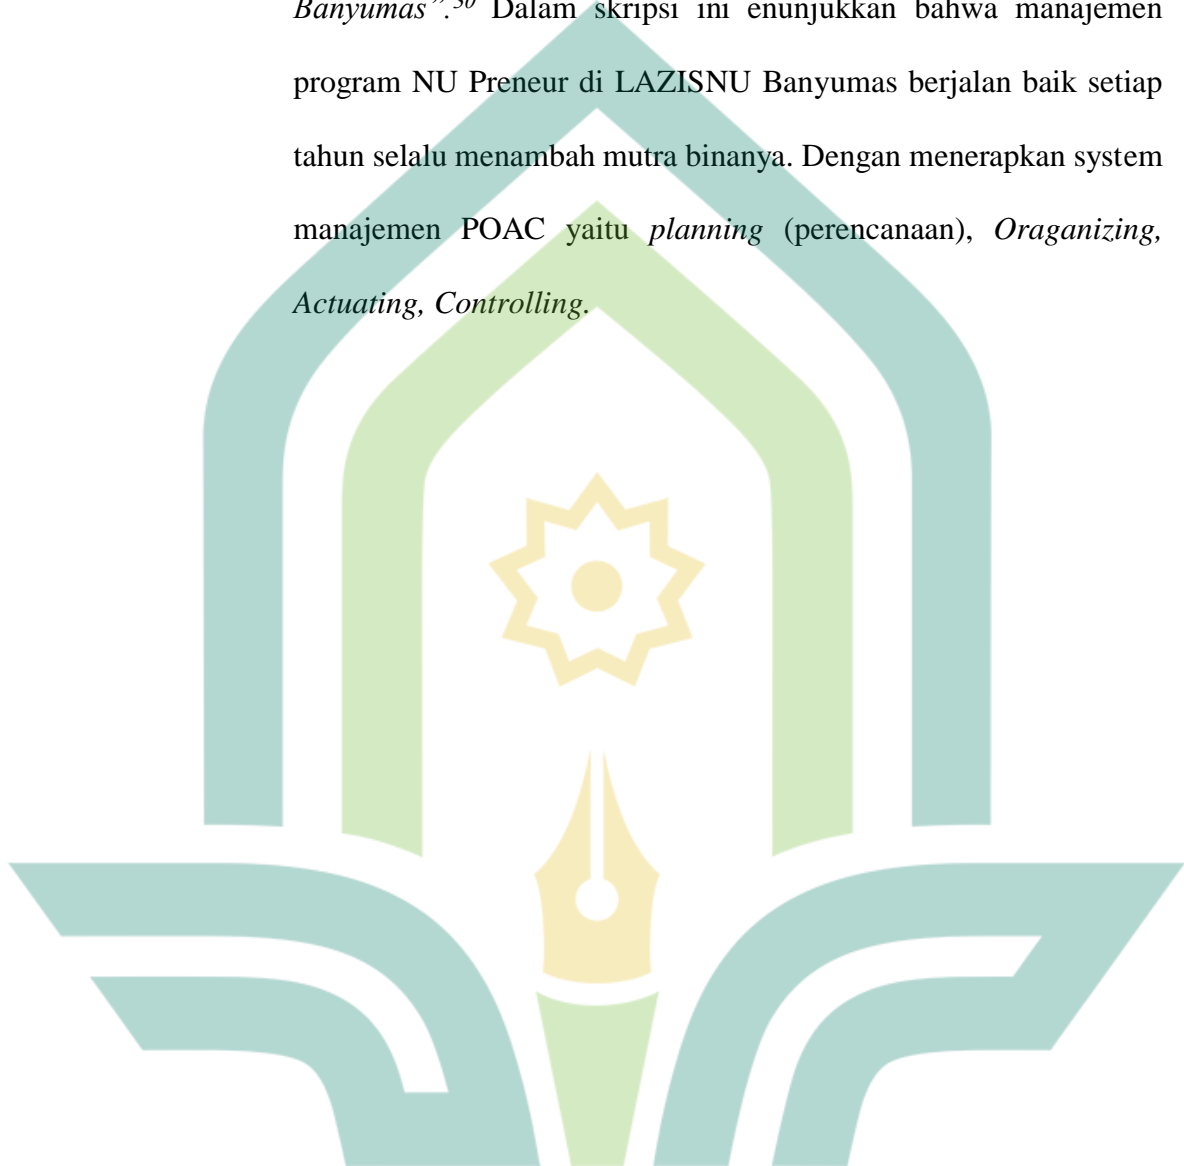 Banyumas”.30 Dalam skripsi ini enunjukkan bahwa manajemen
program NU Preneur di LAZISNU Banyumas berjalan baik setiap
tahun selalu menambah mutra binanya. Dengan menerapkan system
manajemen POAC yaitu planning (perencanaan), Oraganizing,
Actuating, Controlling.